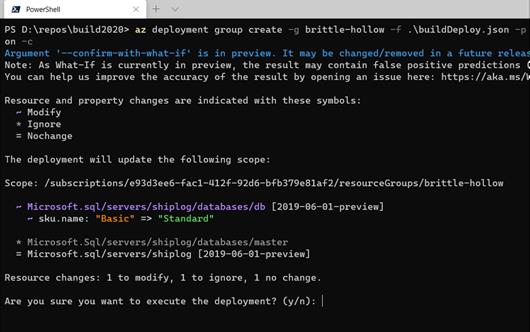 PowerShell
PS D:\repos\build2020> az deployment group create -g brittle-hollow -f .\buildDeploy.json -p
on -c
Argument '--confirm-with-what-if' is in preview. It may be changed/removed in a future relea
Note: As What-If is currently in preview, the result may contain false positive predictions (
You can help us improve the accuracy of the result by opening an issue here: https://aka.ms/W
Resource and property changes are indicated with these symbols:
~ Modify
* Ignore
= Nochange
The deployment will update the following scope:
Scope: /subscriptions/e93d3ee6-fac1-412f-92d6-bfb379e81af2/resourceGroups/brittle-hollow
~ Microsoft.sql/servers/shiplog/databases/db [2019-06-01-preview]
~ sku.name: "Basic" => "Standard"
* Microsoft.Sql/servers/shiplog/databases/master
= Microsoft.sql/servers/shiplog [2019-06-01-preview]
Resource changes: 1 to modify, 1 to ignore, 1 no change.
Are you sure you want to execute the deployment? (y/n):